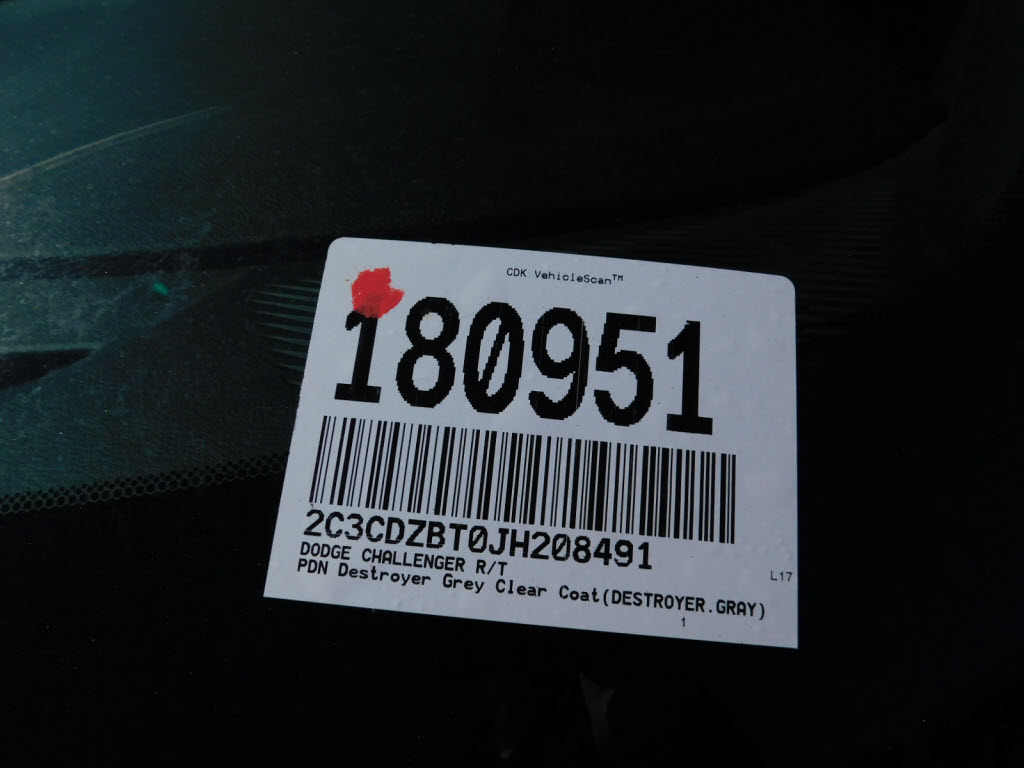 CDK VehicleScan™
180951
2C3CDZBT0JH208491
DODGE CHALLENGER R/T
L17
PDN Destroyer Grey Clear Coat(DESTROYER.GRAY)
1